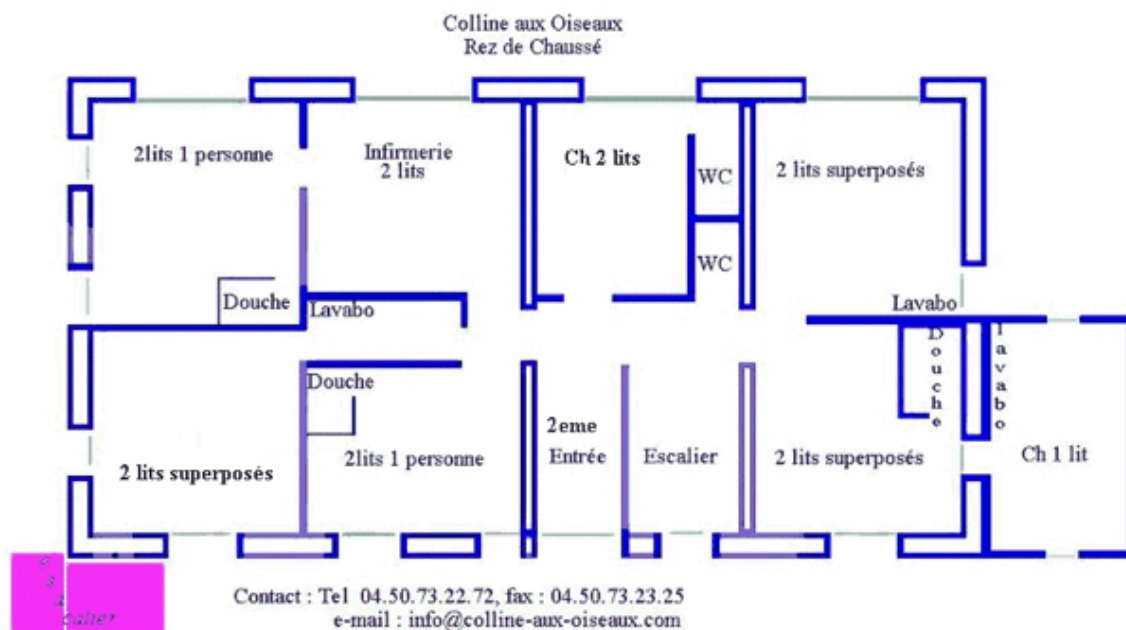 Colline aux Oiseaux
Rez de Chaussé
2lits 1 personne
Infirmerie
2 lits
Ch 2 lits
WC
2 lits superposés
WC
Douche
Lavabo
Lavabo
Douche
lavabo
Douche
2 lits superposés
2lits 1 personne
2eme
Entrée
Escalier
2 lits superposés
Ch 1 lit
escalier
Contact : Tel 04.50.73.22.72, fax : 04.50.73.23.25
e-mail : info@colline-aux-oiseaux.com